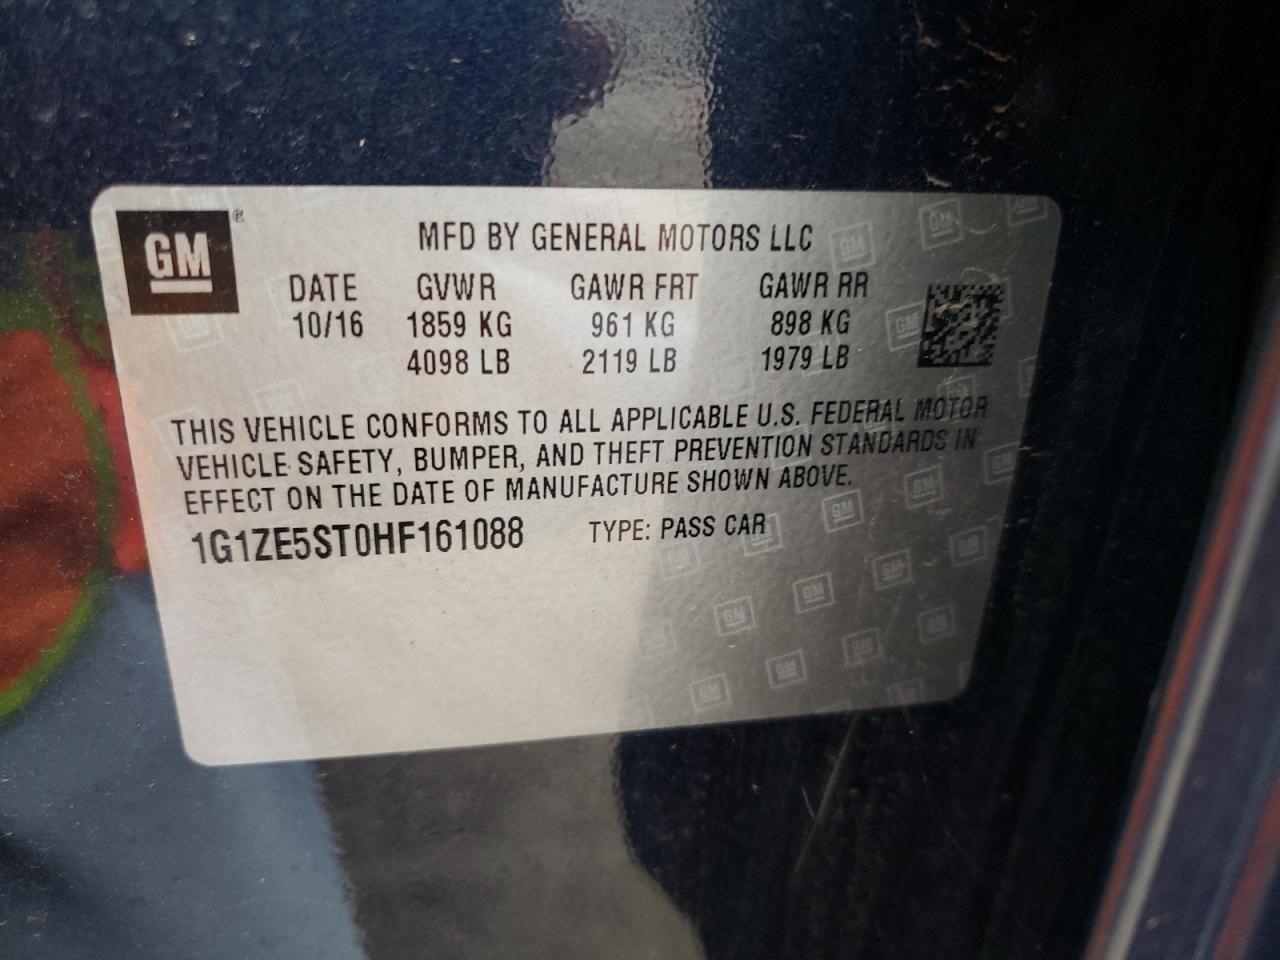 GM ®
MFD BY GENERAL MOTORS LLC
DATE GVWR GAWR FRT GAWR RR
10/16 1859 KG 961 KG 898 KG
4098 LB 2119 LB 1979 LB
THIS VEHICLE CONFORMS TO ALL APPLICABLE U.S. FEDERAL MOTOR
VEHICLE SAFETY, BUMPER, AND THEFT PREVENTION STANDARDS IN
EFFECT ON THE DATE OF MANUFACTURE SHOWN ABOVE.
1G1ZE5ST0HF161088 TYPE: PASS CAR